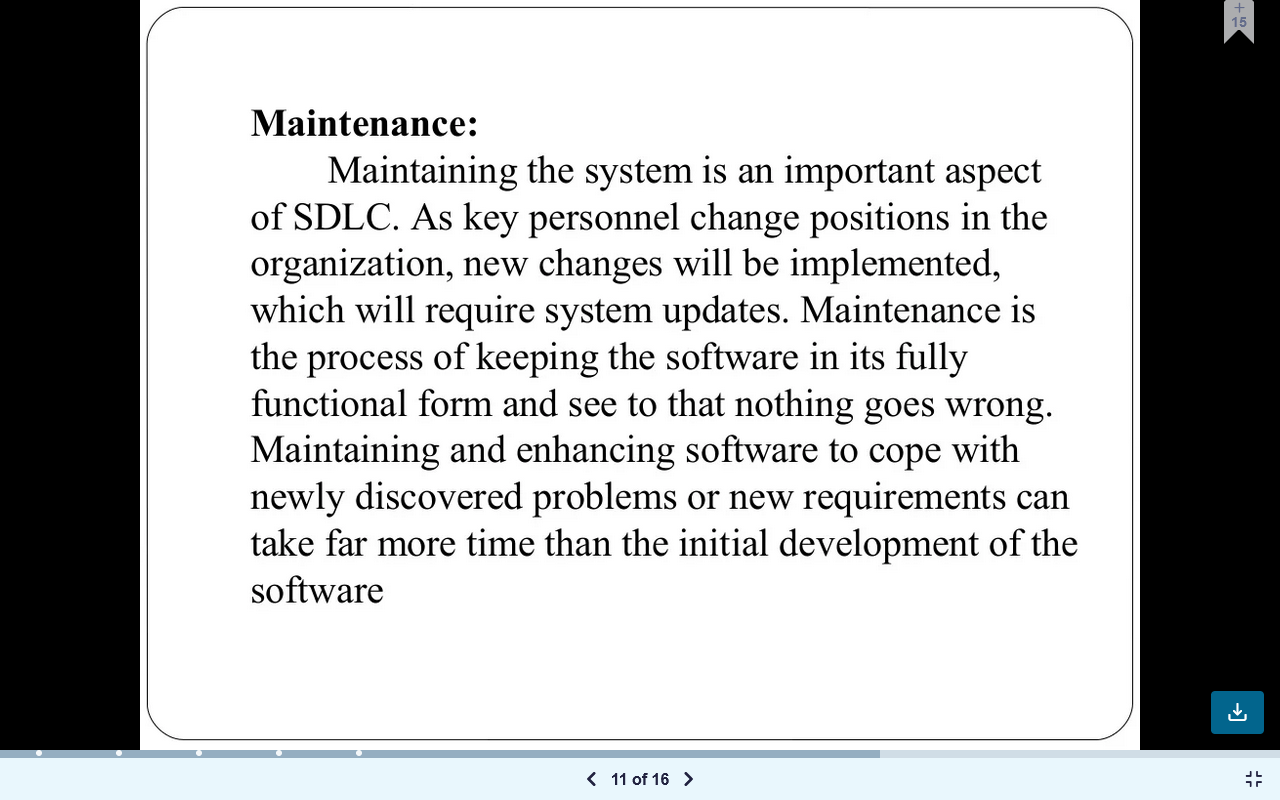 +
15
Maintenance:
Maintaining the system is an important aspect
of SDLC. As key personnel change positions in the
organization, new changes will be implemented,
which will require system updates. Maintenance is
the process of keeping the software in its fully
functional form and see to that nothing goes wrong.
Maintaining and enhancing software to cope with
newly discovered problems or new requirements can
take far more time than the initial development of the
software
11 of 16